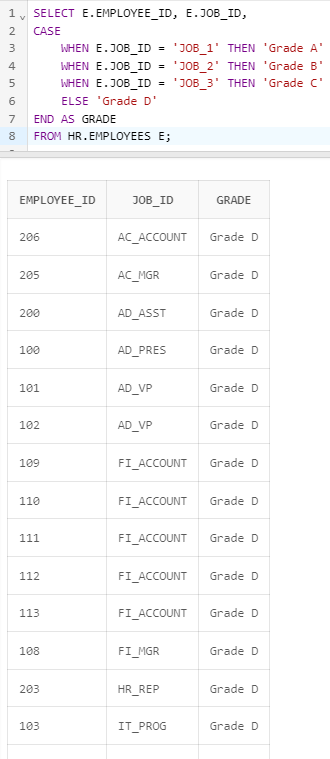 1 SELECT E.EMPLOYEE_ID, E.JOB_ID,
2 CASE
3 WHEN E.JOB_ID = 'JOB_1' THEN 'Grade A'
4 WHEN E.JOB_ID = 'JOB_2' THEN 'Grade B'
5 WHEN E.JOB_ID = 'JOB_3' THEN 'Grade C'
6 ELSE 'Grade D'
7 END AS GRADE
8 FROM HR.EMPLOYEES E;
EMPLOYEE_ID JOB_ID GRADE
206 AC_ACCOUNT Grade D
205 AC_MGR Grade D
200 AD_ASST Grade D
100 AD_PRES Grade D
101 AD_VP Grade D
102 AD_VP Grade D
109 FI_ACCOUNT Grade D
110 FI_ACCOUNT Grade D
111 FI_ACCOUNT Grade D
112 FI_ACCOUNT Grade D
113 FI_ACCOUNT Grade D
108 FI_MGR Grade D
203 HR_REP Grade D
103 IT_PROG Grade D